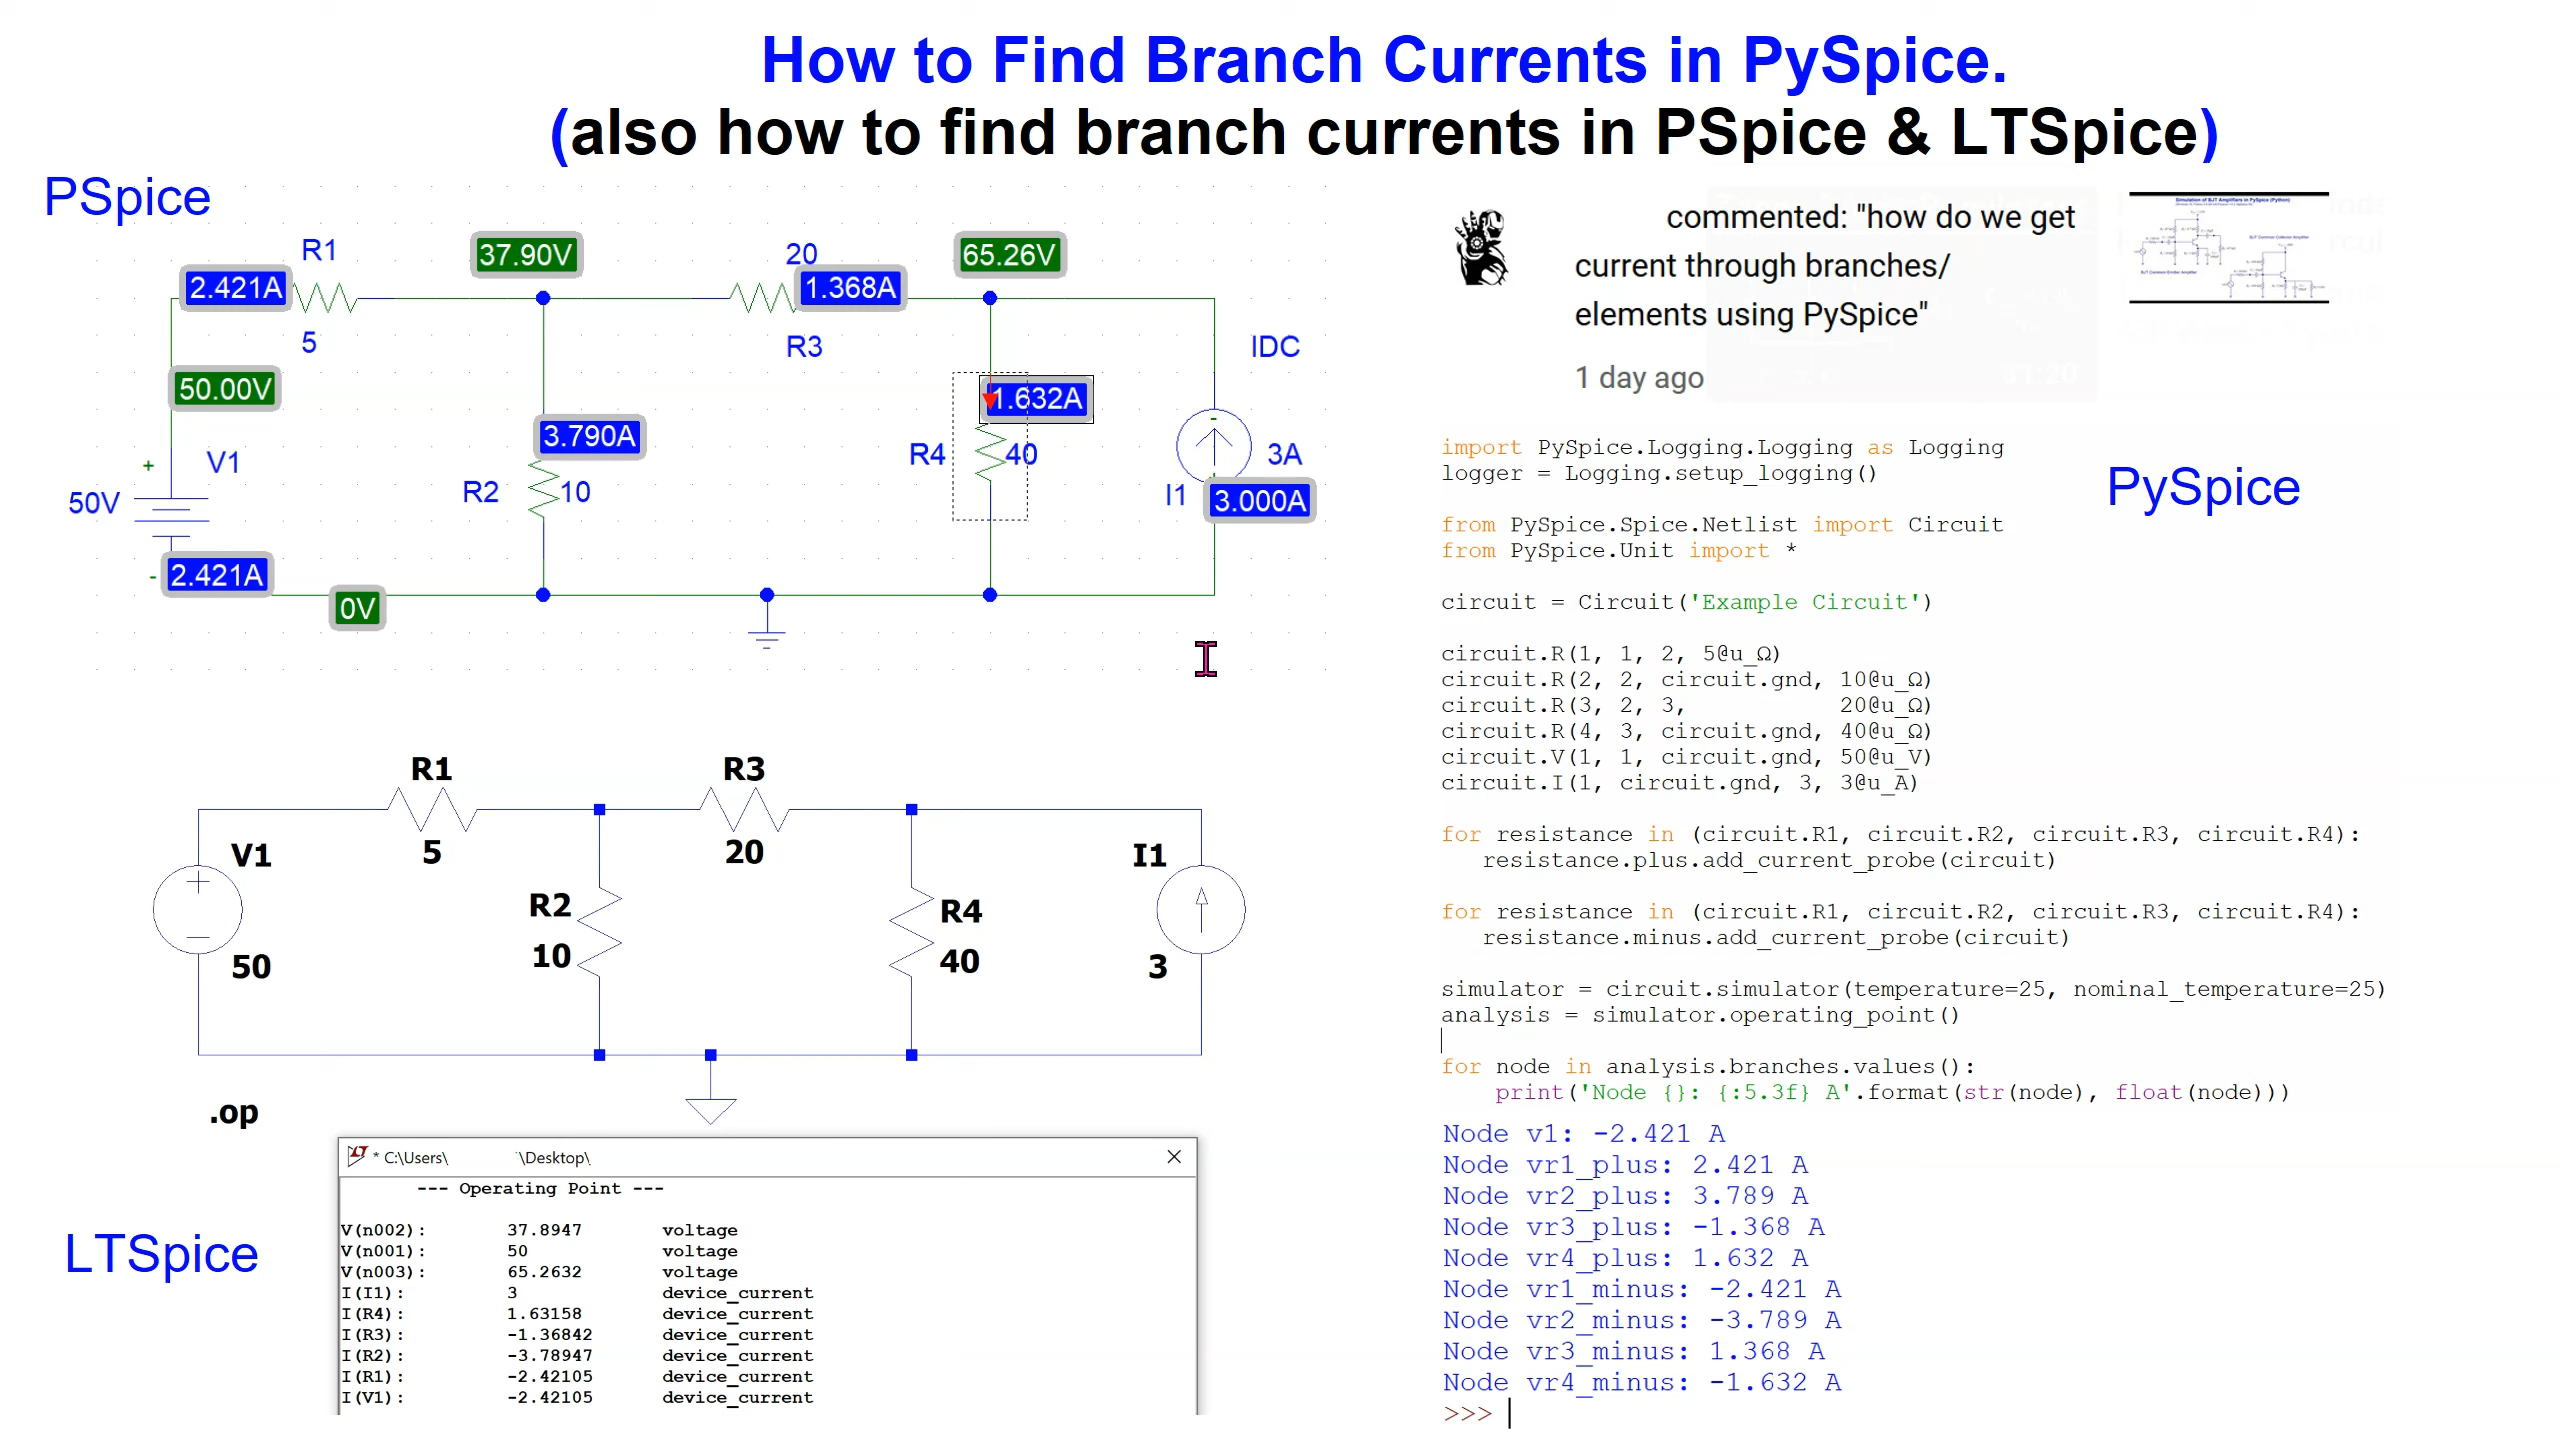 How to Find Branch Currents in PySpice.
(also how to find branch currents in PSpice & LTSpice)
PSpice
R1
2.421A
5
37.90V
20
1.368A
R3
65.26V
IDC
50.00V
+
V1
50V
-
2.421A
0V
3.790A
R2
10
1.632A
R4
40
-
3A
I1
3.000A
commented: "how do we get
current through branches/
elements using PySpice"
1 day ago
Simulation of BJT Amplifiers in PySpice (Python)
PySpice
import PySpice.Logging.Logging as Logging
logger = Logging.setup_logging()
from PySpice.Spice.Netlist import Circuit
from PySpice.Unit import *
circuit = Circuit('Example Circuit')
circuit.R(1, 1, 2, 5@u_Ω)
circuit.R(2, 2, circuit.gnd, 10@u_Ω)
circuit.R(3, 2, 3, 20@u_Ω)
circuit.R(4, 3, circuit.gnd, 40@u_Ω)
circuit.V(1, 1, circuit.gnd, 50@u_V)
circuit.I(1, circuit.gnd, 3, 3@u_A)
for resistance in (circuit.R1, circuit.R2, circuit.R3, circuit.R4):
resistance.plus.add_current_probe(circuit)
for resistance in (circuit.R1, circuit.R2, circuit.R3, circuit.R4):
resistance.minus.add_current_probe(circuit)
simulator = circuit.simulator(temperature=25, nominal_temperature=25)
analysis = simulator.operating_point()
for node in analysis.branches.values():
print('Node {}: {:5.3f} A'.format(str(node), float(node)))
Node v1: -2.421 A
Node vr1_plus: 2.421 A
Node vr2_plus: 3.789 A
Node vr3_plus: -1.368 A
Node vr4_plus: 1.632 A
Node vr1_minus: -2.421 A
Node vr2_minus: -3.789 A
Node vr3_minus: 1.368 A
Node vr4_minus: -1.632 A
>>>
R1
5
R3
20
V1
50
R2
10
R4
40
I1
3
.op
LTSpice
* C:\Users\ \Desktop\
--- Operating Point ---
V(n002): 37.8947 voltage
V(n001): 50 voltage
V(n003): 65.2632 voltage
I(I1): 3 device_current
I(R4): 1.63158 device_current
I(R3): -1.36842 device_current
I(R2): -3.78947 device_current
I(R1): -2.42105 device_current
I(V1): -2.42105 device_current